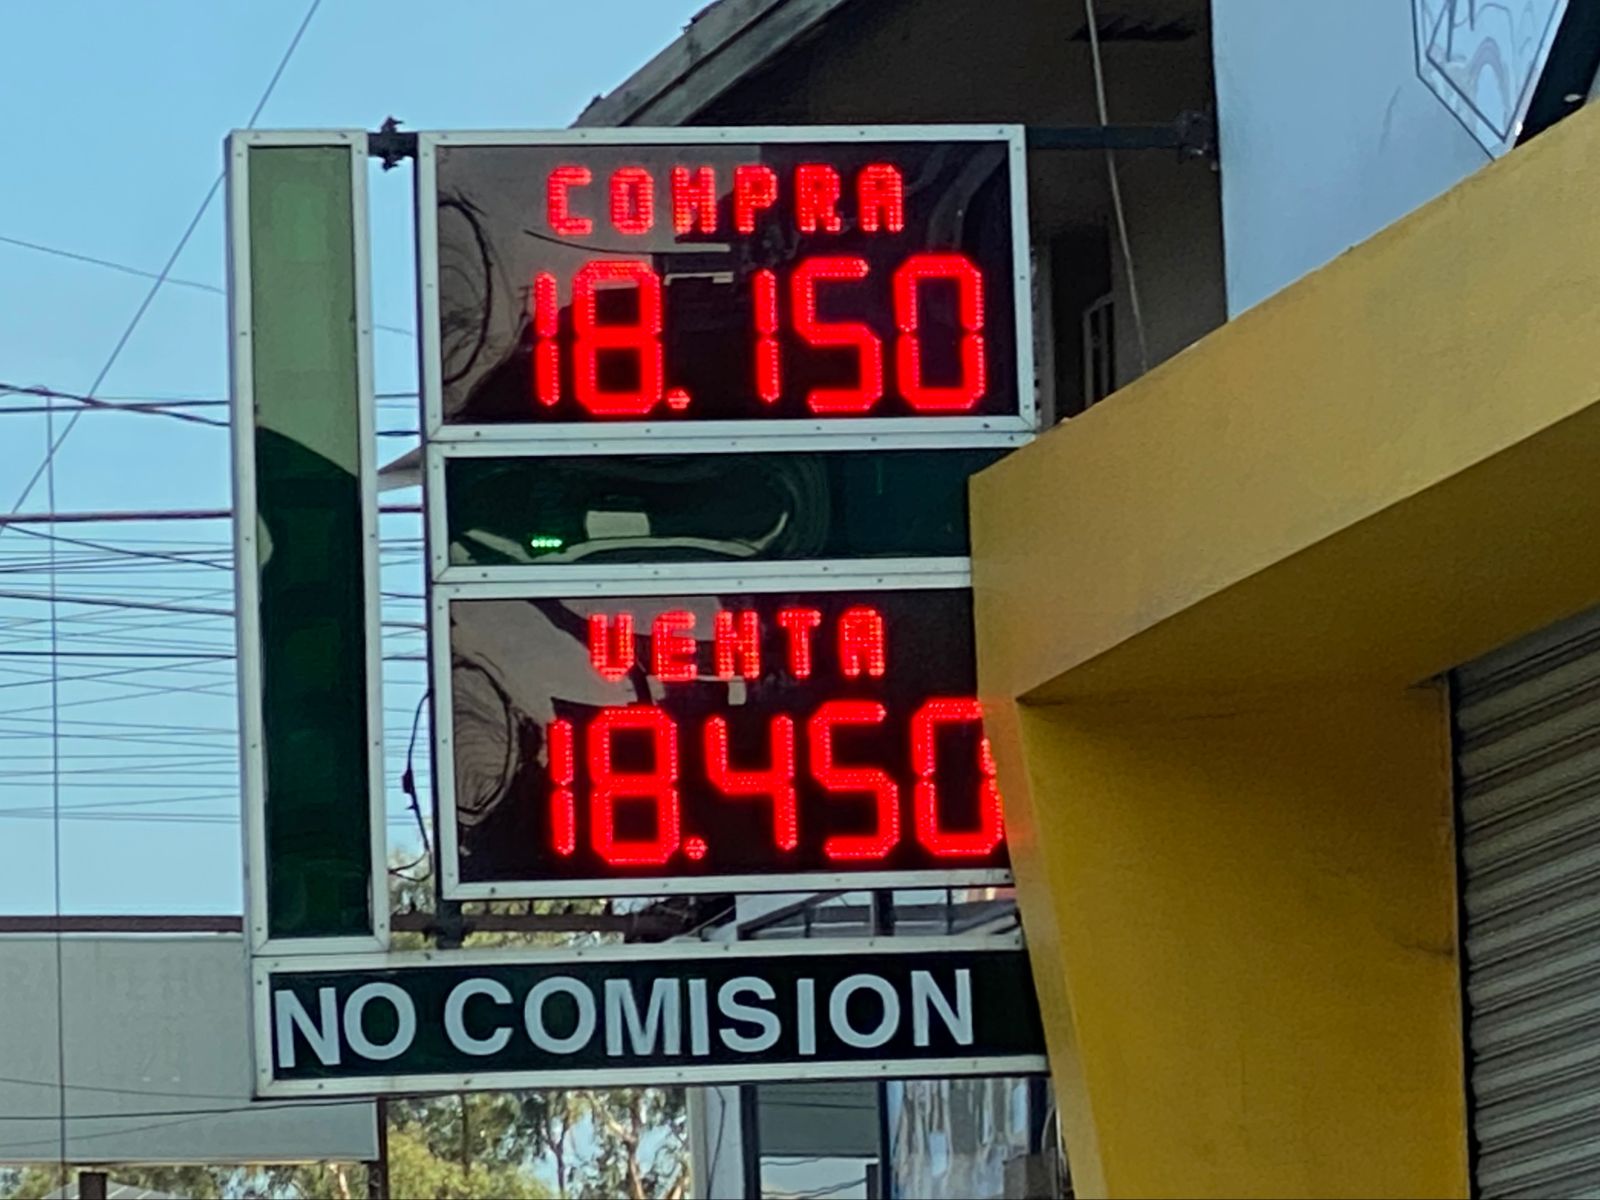 COMPRA
18.150
VENTA
18.450
NO COMISION